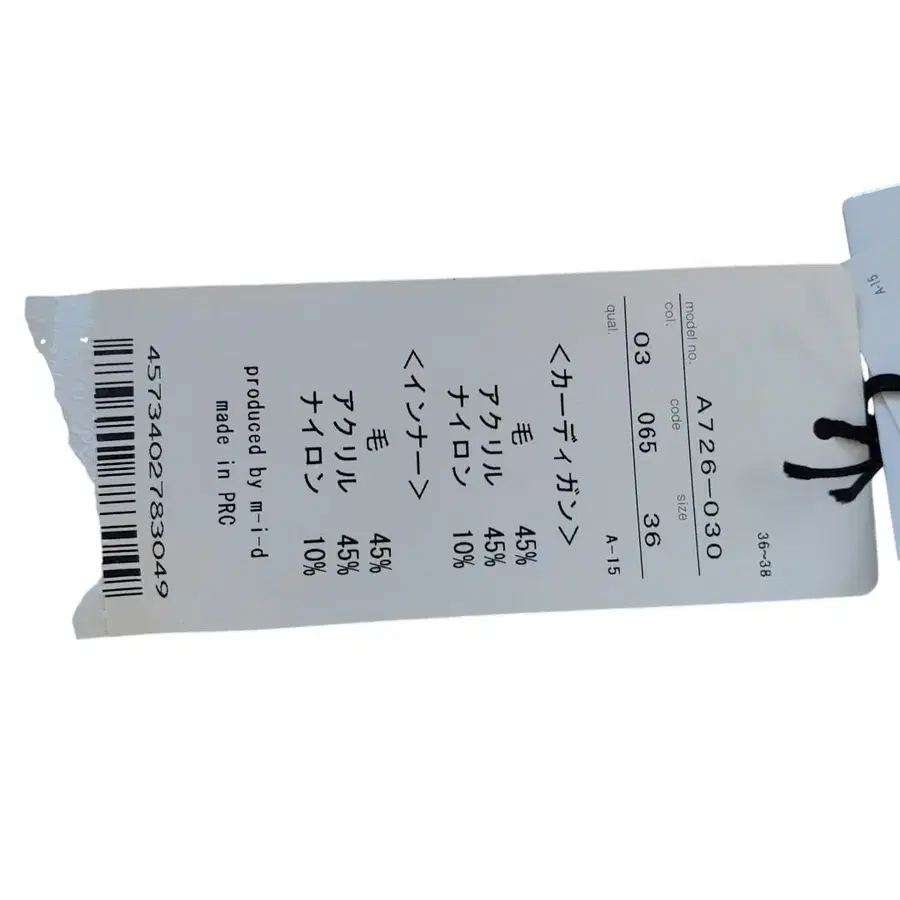 36~38
model no. A726-030
col. code size
03 065 36
qual. A-15
<カーディガン>
毛 45%
アクリル 45%
ナイロン 10%
<インナー>
毛 45%
アクリル 45%
ナイロン 10%
produced by m-i-d
made in PRC
4573402783049
A-15